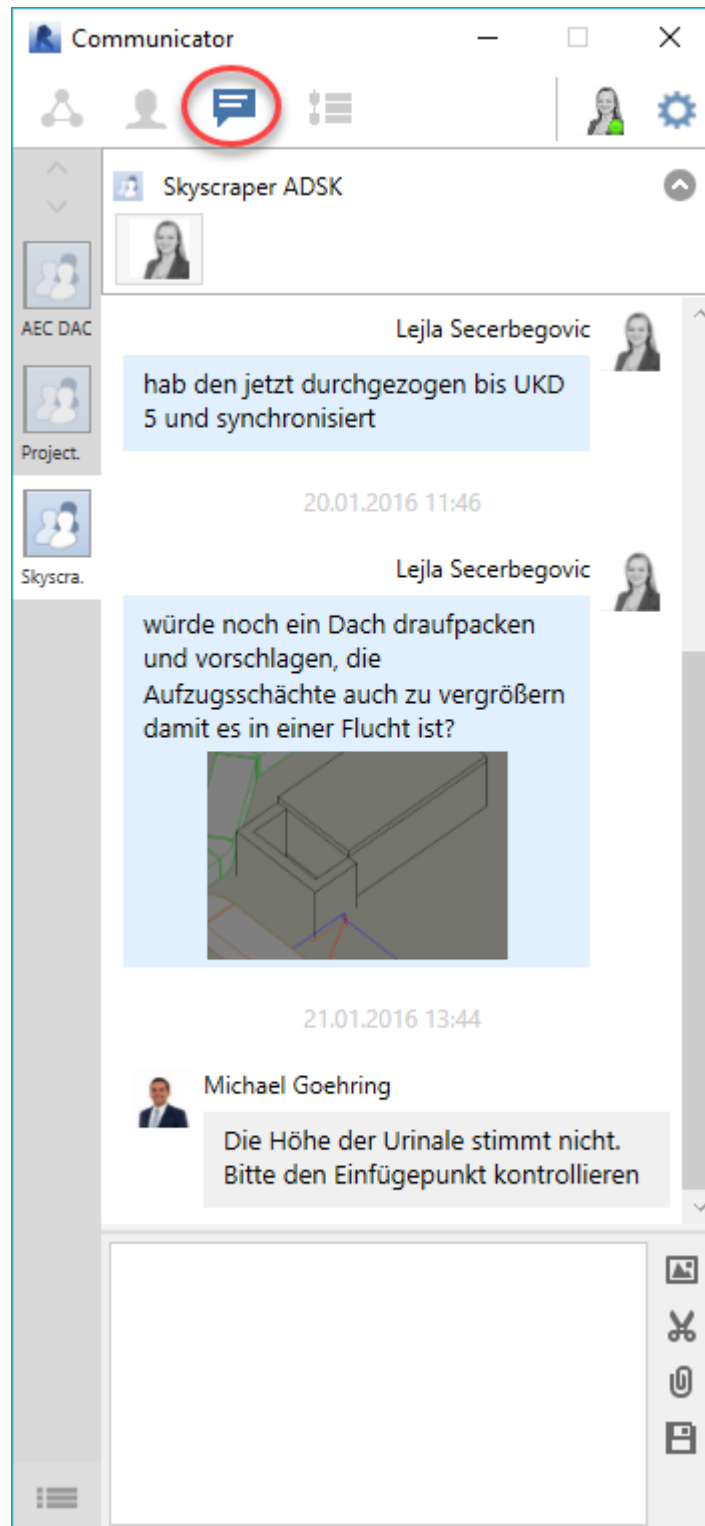 Communicator
Skyscraper ADSK
AEC DAC
Project.
Skyscra.
Lejla Secerbegovic
hab den jetzt durchgezogen bis UKD
5 und synchronisiert
20.01.2016 11:46
Lejla Secerbegovic
würde noch ein Dach draufpacken
und vorschlagen, die
Aufzugsschächte auch zu vergrößern
damit es in einer Flucht ist?
21.01.2016 13:44
Michael Goehring
Die Höhe der Urinale stimmt nicht.
Bitte den Einfügepunkt kontrollieren